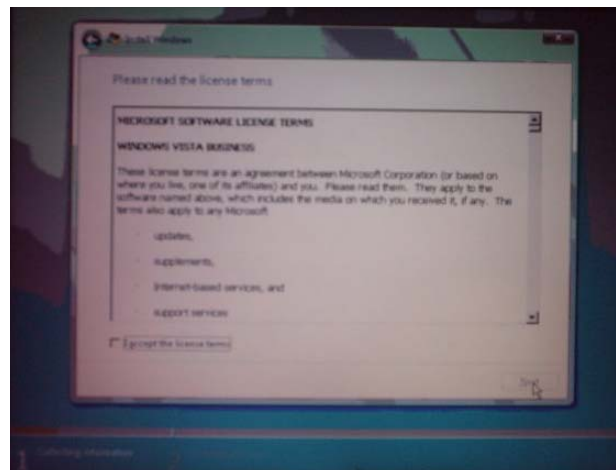 Install Windows
Please read the license terms
MICROSOFT SOFTWARE LICENSE TERMS
WINDOWS VISTA BUSINESS
These license terms are an agreement between Microsoft Corporation (or based on
where you live, one of its affiliates) and you. Please read them. They apply to the
software named above, which includes the media on which you received it, if any. The
terms also apply to any Microsoft
· updates,
· supplements,
· Internet-based services, and
· support services
I accept the license terms
Next
Collecting information